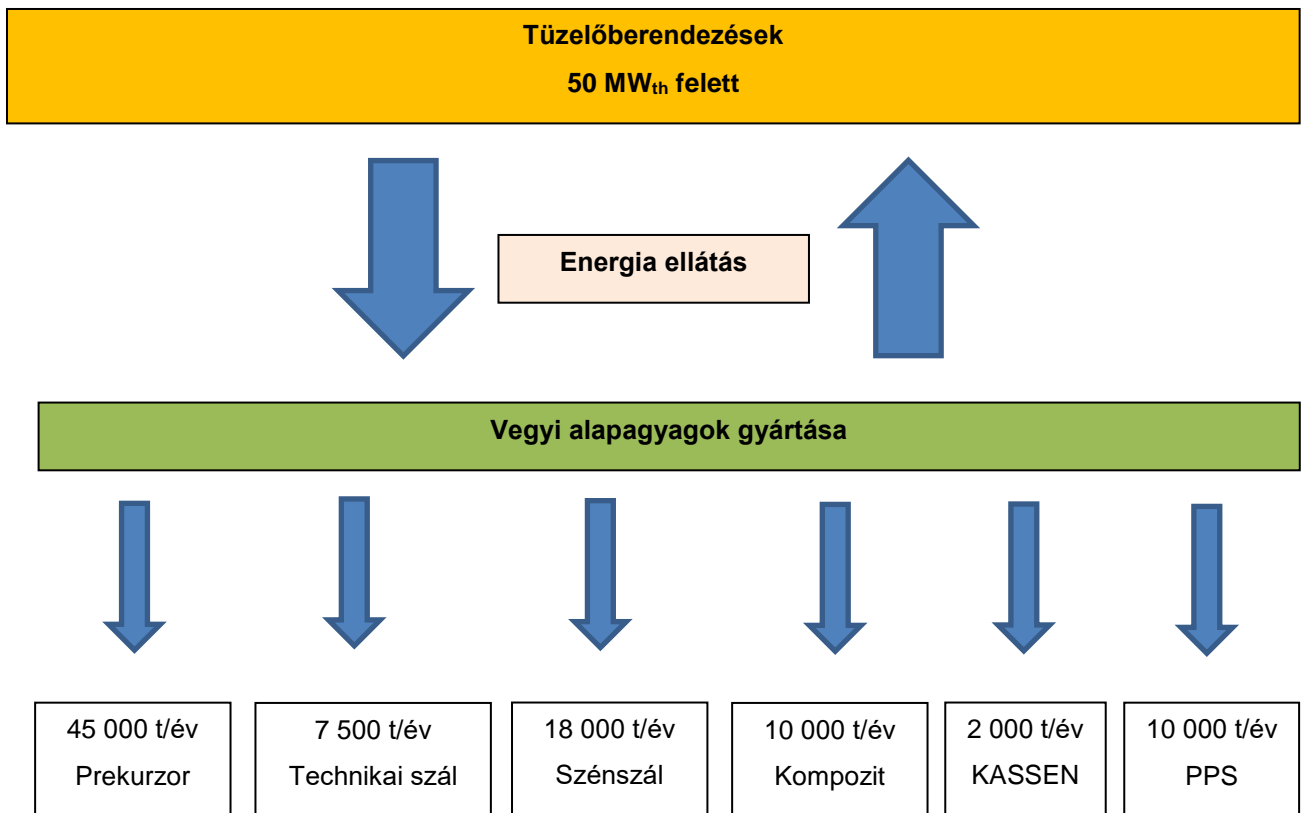 Tüzelőberendezések
50 MWth felett
Energia ellátás
Vegyi alapagyagok gyártása
45 000 t/év
Prekurzor
7 500 t/év
Technikai szál
18 000 t/év
Szénszál
10 000 t/év
Kompozit
2 000 t/év
KASSEN
10 000 t/év
PPS